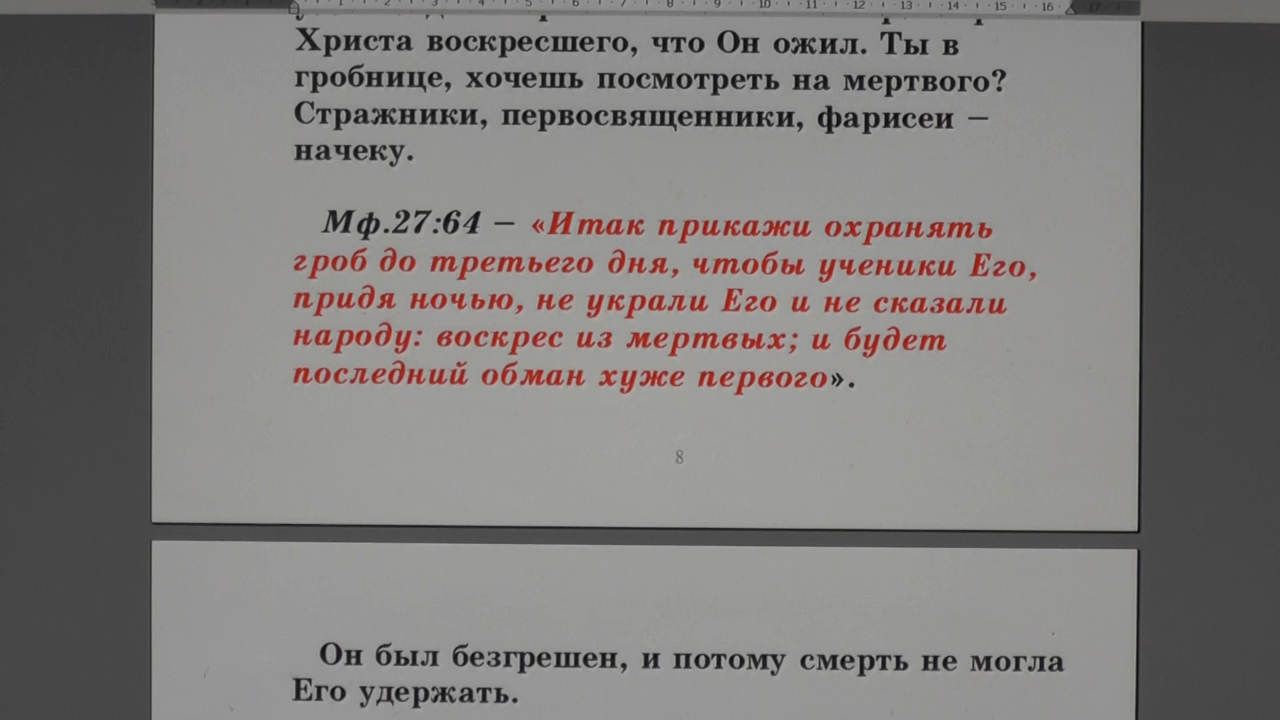 Христа воскресшего, что Он ожил. Ты в
гробнице, хочешь посмотреть на мертвого?
Стражники, первосвященники, фарисеи –
начеку.
Мф.27:64 – «Итак прикажи охранять
гроб до третьего дня, чтобы ученики Его,
придя ночью, не украли Его и не сказали
народу: воскрес из мертвых; и будет
последний обман хуже первого».
8
Он был безгрешен, и потому смерть не могла
Его удержать.